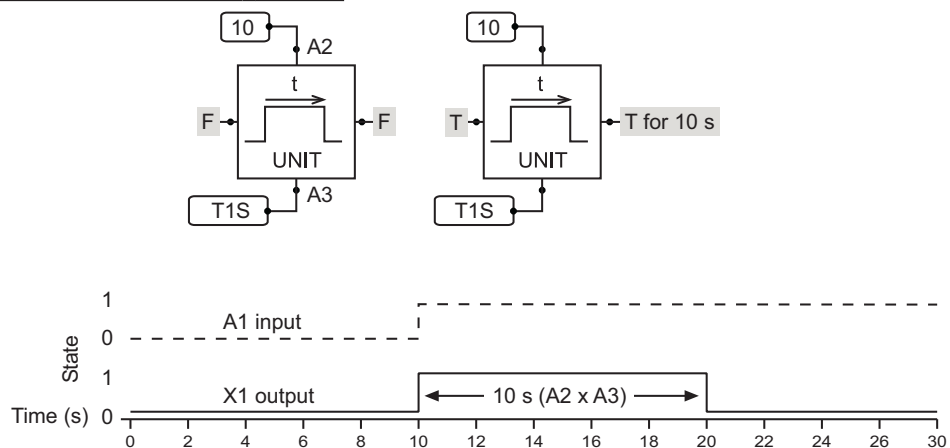 10 10
A2
t t
F F T T for 10 s
UNIT UNIT
A3
T1S T1S
1
A1 input
0
State
1
X1 output 10 s (A2 x A3)
Time (s) 0
0 2 4 6 8 10 12 14 16 18 20 22 24 26 28 30